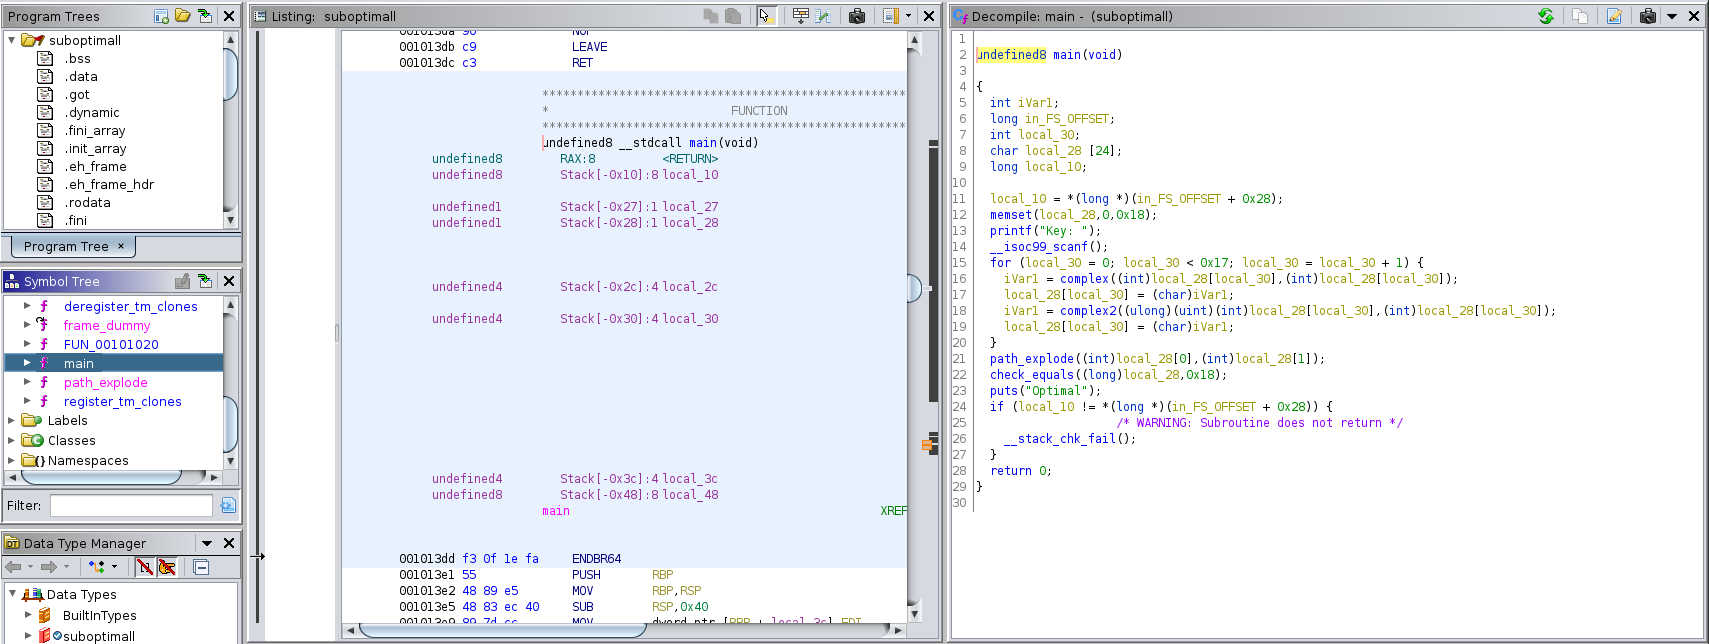 Program Trees
suboptimall
.bss
.data
.got
.dynamic
.fini_array
.init_array
.eh_frame
.eh_frame_hdr
.rodata
.fini
Program Tree ×
Symbol Tree
deregister_tm_clones
frame_dummy
FUN_00101020
main
path_explode
register_tm_clones
Labels
Classes
Namespaces
Filter:
Data Type Manager
Data Types
BuiltInTypes
suboptimall
Listing: suboptimall
001013da 90 NOP
001013db c9 LEAVE
001013dc c3 RET
****************************************************
* FUNCTION
****************************************************
undefined8 __stdcall main(void)
undefined8 RAX:8 <RETURN>
undefined8 Stack[-0x10]:8 local_10
undefined1 Stack[-0x27]:1 local_27
undefined1 Stack[-0x28]:1 local_28
undefined4 Stack[-0x2c]:4 local_2c
undefined4 Stack[-0x30]:4 local_30
undefined4 Stack[-0x3c]:4 local_3c
undefined8 Stack[-0x48]:8 local_48
main XREF
001013dd f3 0f 1e fa ENDBR64
001013e1 55 PUSH RBP
001013e2 48 89 e5 MOV RBP,RSP
001013e5 48 83 ec 40 SUB RSP,0x40
001013e9 89 7d cc MOV dword ptr [RBP + local_3c],EDI
Decompile: main - (suboptimall)
1
2 undefined8 main(void)
3
4 {
5 int iVar1;
6 long in_FS_OFFSET;
7 int local_30;
8 char local_28 [24];
9 long local_10;
10
11 local_10 = *(long *)(in_FS_OFFSET + 0x28);
12 memset(local_28,0,0x18);
13 printf("Key: ");
14 __isoc99_scanf();
15 for (local_30 = 0; local_30 < 0x17; local_30 = local_30 + 1) {
16 iVar1 = complex((int)local_28[local_30],(int)local_28[local_30]);
17 local_28[local_30] = (char)iVar1;
18 iVar1 = complex2((ulong)(uint)(int)local_28[local_30],(int)local_28[local_30]);
19 local_28[local_30] = (char)iVar1;
20 }
21 path_explode((int)local_28[0],(int)local_28[1]);
22 check_equals((long)local_28,0x18);
23 puts("Optimal");
24 if (local_10 != *(long *)(in_FS_OFFSET + 0x28)) {
25 /* WARNING: Subroutine does not return */
26 __stack_chk_fail();
27 }
28 return 0;
29 }
30